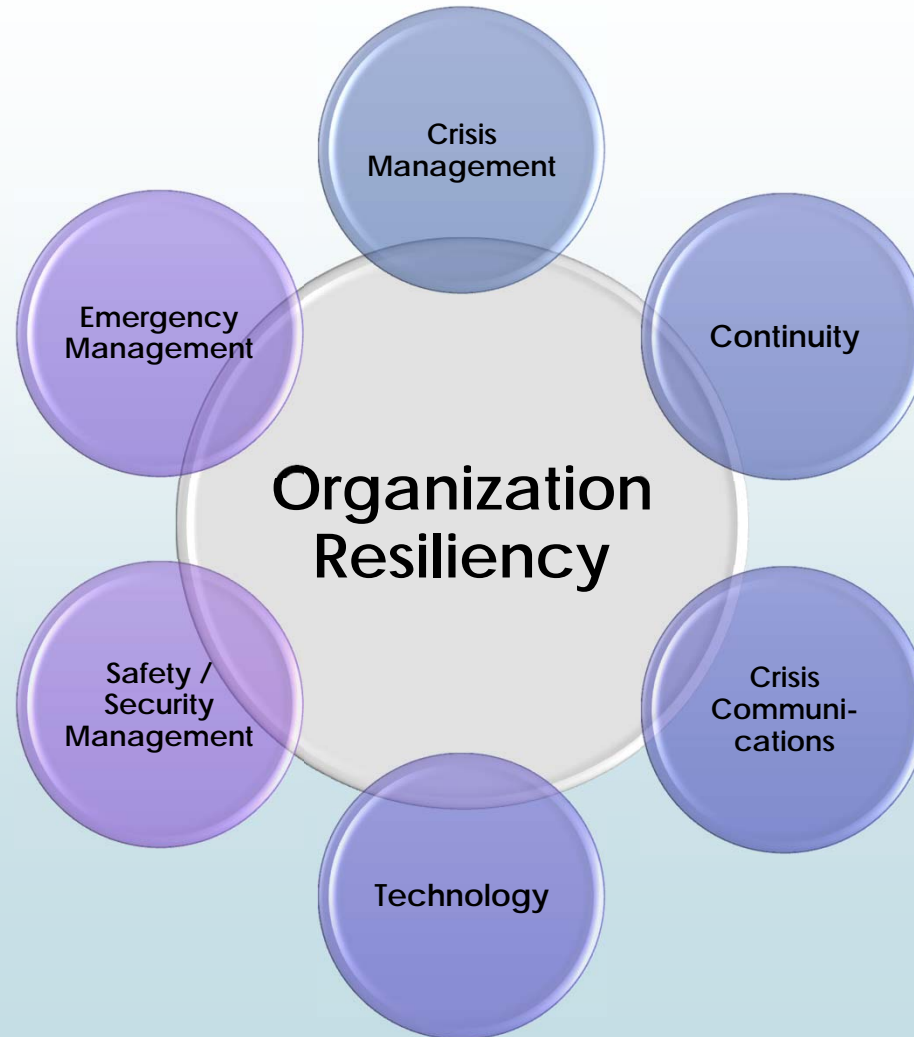 Crisis
Management
Emergency
Management
Continuity
Organization
Resiliency
Safety /
Security
Management
Crisis
Communi-
cations
Technology